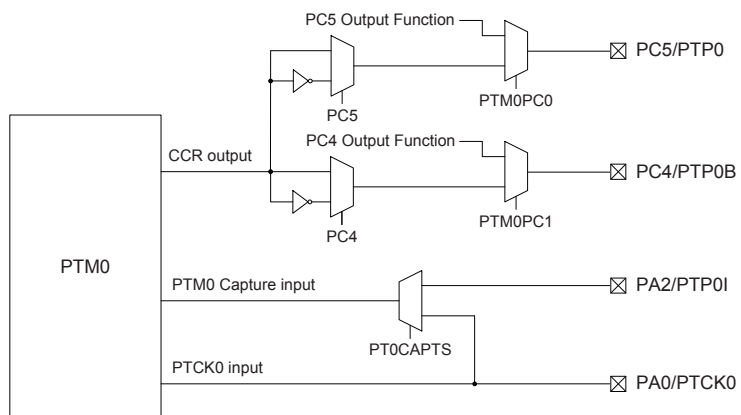 PC5 Output Function
PC5/PTP0
PC5
PTM0PC0
CCR output
PC4 Output Function
PC4/PTP0B
PC4
PTM0PC1
PTM0
PTM0 Capture input
PA2/PTP0I
PT0CAPTS
PTCK0 input
PA0/PTCK0